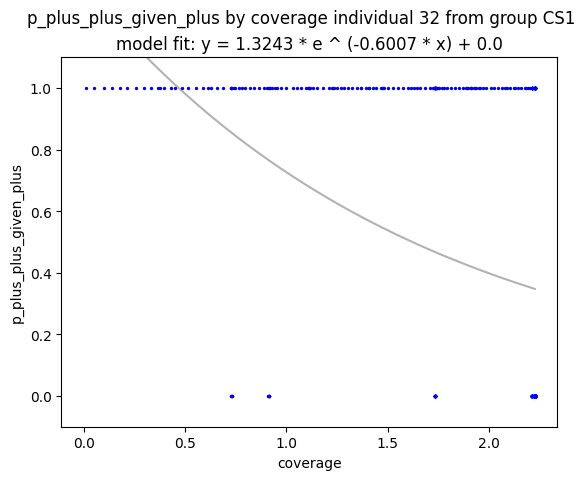 p_plus_plus_given_plus by coverage individual 32 from group CS1
model fit: y = 1.3243 * e ^ (-0.6007 * x) + 0.0
p_plus_plus_given_plus
1.0
0.8
0.6
0.4
0.2
0.0
0.0 0.5 1.0 1.5 2.0
coverage